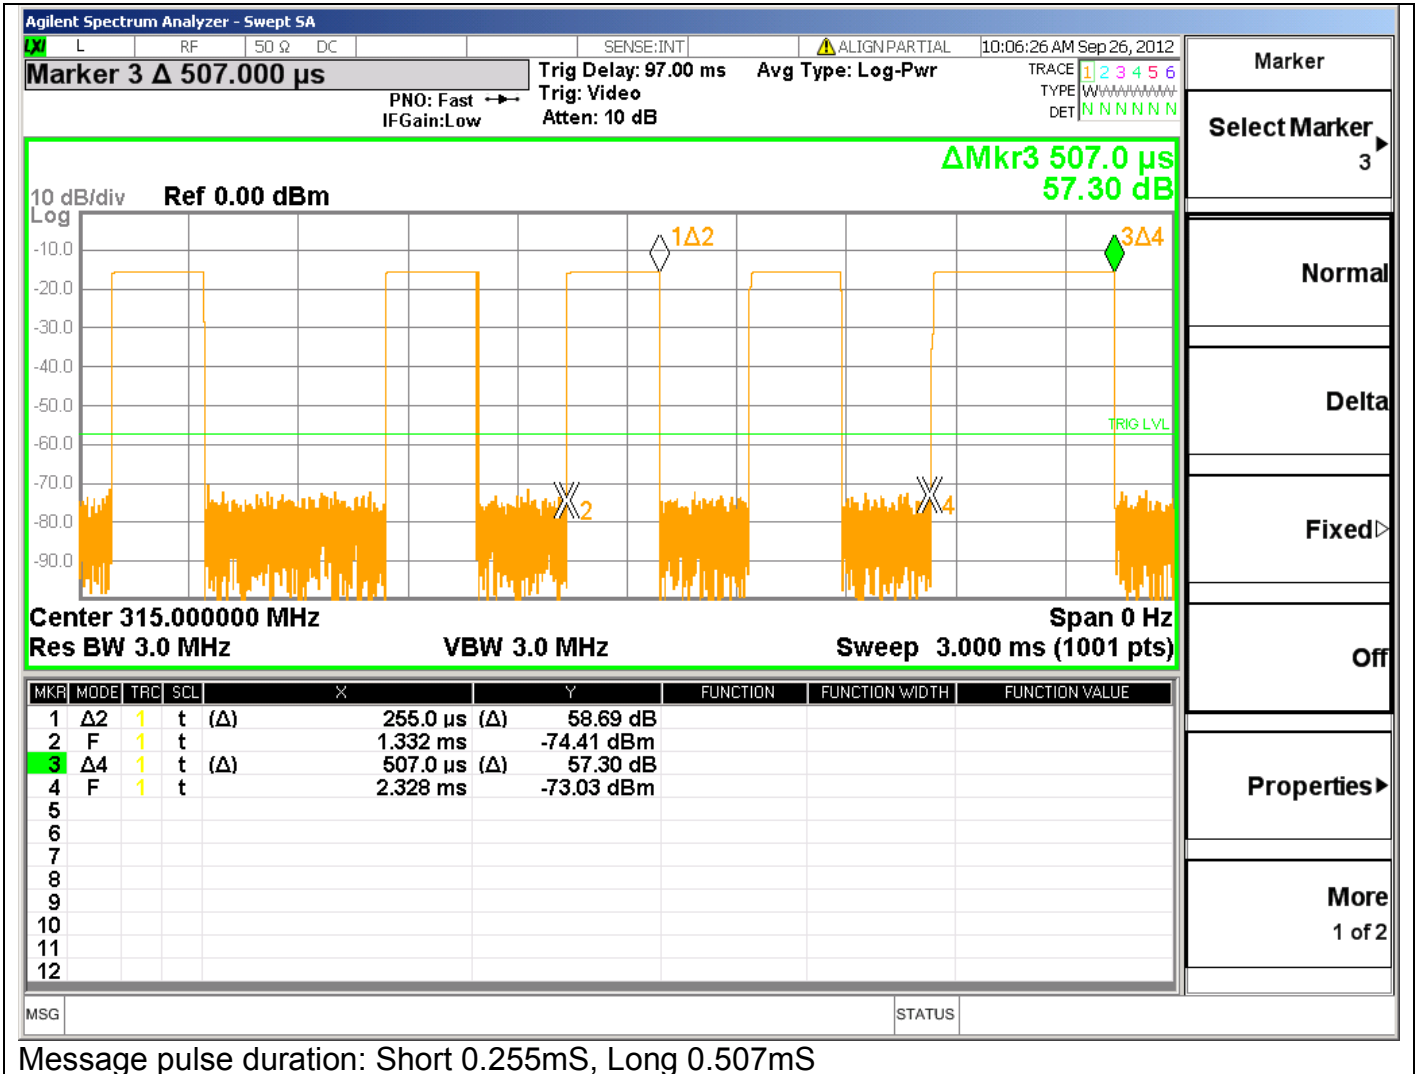 Agilent Spectrum Analyzer - Swept SA
LXI L RF 50 Ω DC SENSE:INT ALIGN PARTIAL 10:06:26 AM Sep 26, 2012
Marker 3 Δ 507.000 µs
PNO: Fast
IFGain:Low
Trig Delay: 97.00 ms
Trig: Video
Atten: 10 dB
Avg Type: Log-Pwr
TRACE 1 2 3 4 5 6
TYPE WWWWWW
DET N N N N N N
ΔMkr3 507.0 µs
57.30 dB
10 dB/div Ref 0.00 dBm
Log
1Δ2
3Δ4
-10.0
-20.0
-30.0
-40.0
-50.0
TRIG LVL
-60.0
-70.0
2
4
-80.0
-90.0
Center 315.000000 MHz Span 0 Hz
Res BW 3.0 MHz VBW 3.0 MHz Sweep 3.000 ms (1001 pts)
MKR MODE TRC SCL X Y FUNCTION FUNCTION WIDTH FUNCTION VALUE
1 Δ2 1 t (Δ) 255.0 µs (Δ) 58.69 dB
2 F 1 t 1.332 ms -74.41 dBm
3 Δ4 1 t (Δ) 507.0 µs (Δ) 57.30 dB
4 F 1 t 2.328 ms -73.03 dBm
5
6
7
8
9
10
11
12
MSG STATUS
Marker
Select Marker
3
Normal
Delta
Fixed
Off
Properties
More
1 of 2
Message pulse duration: Short 0.255mS, Long 0.507mS